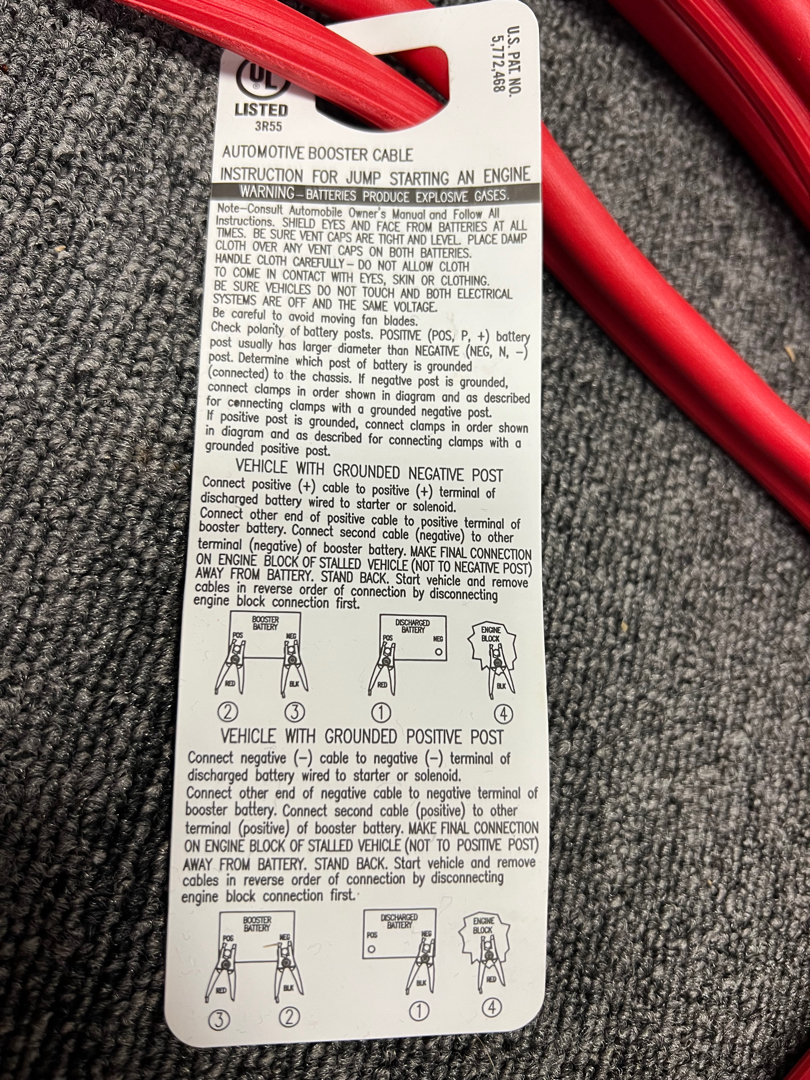 U.S. PAT. NO.
5,772,468
UL
®
LISTED
3R55
AUTOMOTIVE BOOSTER CABLE
INSTRUCTION FOR JUMP STARTING AN ENGINE
WARNING–BATTERIES PRODUCE EXPLOSIVE GASES.
Note–Consult Automobile Owner's Manual and Follow All
Instructions. SHIELD EYES AND FACE FROM BATTERIES AT ALL
TIMES. BE SURE VENT CAPS ARE TIGHT AND LEVEL. PLACE DAMP
CLOTH OVER ANY VENT CAPS ON BOTH BATTERIES.
HANDLE CLOTH CAREFULLY– DO NOT ALLOW CLOTH
TO COME IN CONTACT WITH EYES, SKIN OR CLOTHING.
BE SURE VEHICLES DO NOT TOUCH AND BOTH ELECTRICAL
SYSTEMS ARE OFF AND THE SAME VOLTAGE.
Be careful to avoid moving fan blades.
Check polarity of battery posts. POSITIVE (POS, P, +) battery
post usually has larger diameter than NEGATIVE (NEG, N, –)
post. Determine which post of battery is grounded
(connected) to the chassis. If negative post is grounded,
connect clamps in order shown in diagram and as described
for connecting clamps with a grounded negative post.
If positive post is grounded, connect clamps in order shown
in diagram and as described for connecting clamps with a
grounded positive post.
VEHICLE WITH GROUNDED NEGATIVE POST
Connect positive (+) cable to positive (+) terminal of
discharged battery wired to starter or solenoid.
Connect other end of positive cable to positive terminal of
booster battery. Connect second cable (negative) to other
terminal (negative) of booster battery. MAKE FINAL CONNECTION
ON ENGINE BLOCK OF STALLED VEHICLE (NOT TO NEGATIVE POST)
AWAY FROM BATTERY. STAND BACK. Start vehicle and remove
cables in reverse order of connection by disconnecting
engine block connection first.
BOOSTER
BATTERY
POS NEG
RED BLK
② ③
DISCHARGED
BATTERY
POS NEG
RED
①
ENGINE
BLOCK
BLK
④
VEHICLE WITH GROUNDED POSITIVE POST
Connect negative (–) cable to negative (–) terminal of
discharged battery wired to starter or solenoid.
Connect other end of negative cable to negative terminal of
booster battery. Connect second cable (positive) to other
terminal (positive) of booster battery. MAKE FINAL CONNECTION
ON ENGINE BLOCK OF STALLED VEHICLE (NOT TO POSITIVE POST)
AWAY FROM BATTERY. STAND BACK. Start vehicle and remove
cables in reverse order of connection by disconnecting
engine block connection first.
BOOSTER
BATTERY
POS NEG
RED BLK
③ ②
DISCHARGED
BATTERY
POS NEG
BLK
①
ENGINE
BLOCK
RED
④